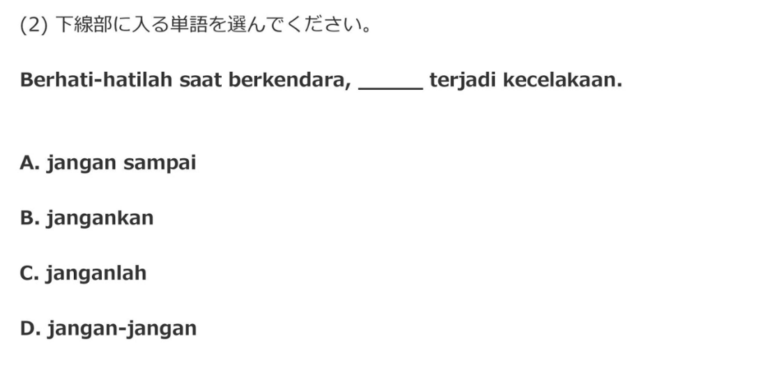 (2) 下線部に入る単語を選んでください。
Berhati-hatilah saat berkendara, ______ terjadi kecelakaan.
A. jangan sampai
B. jangankan
C. janganlah
D. jangan-jangan